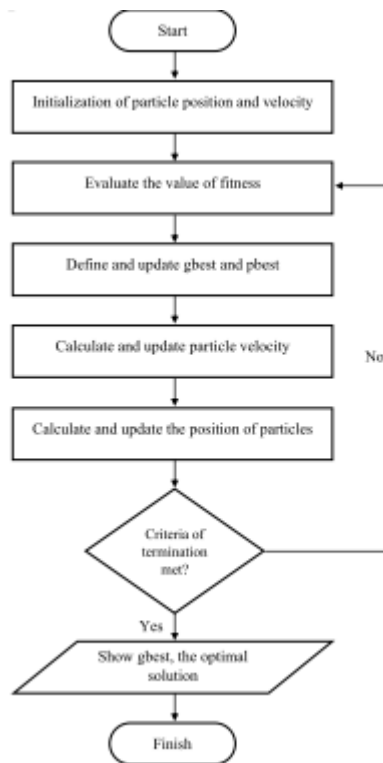 Start
Initialization of particle position and velocity
Evaluate the value of fitness
Define and update gbest and pbest
Calculate and update particle velocity
No
Calculate and update the position of particles
Criteria of
termination
met?
Yes
Show gbest, the optimal
solution
Finish